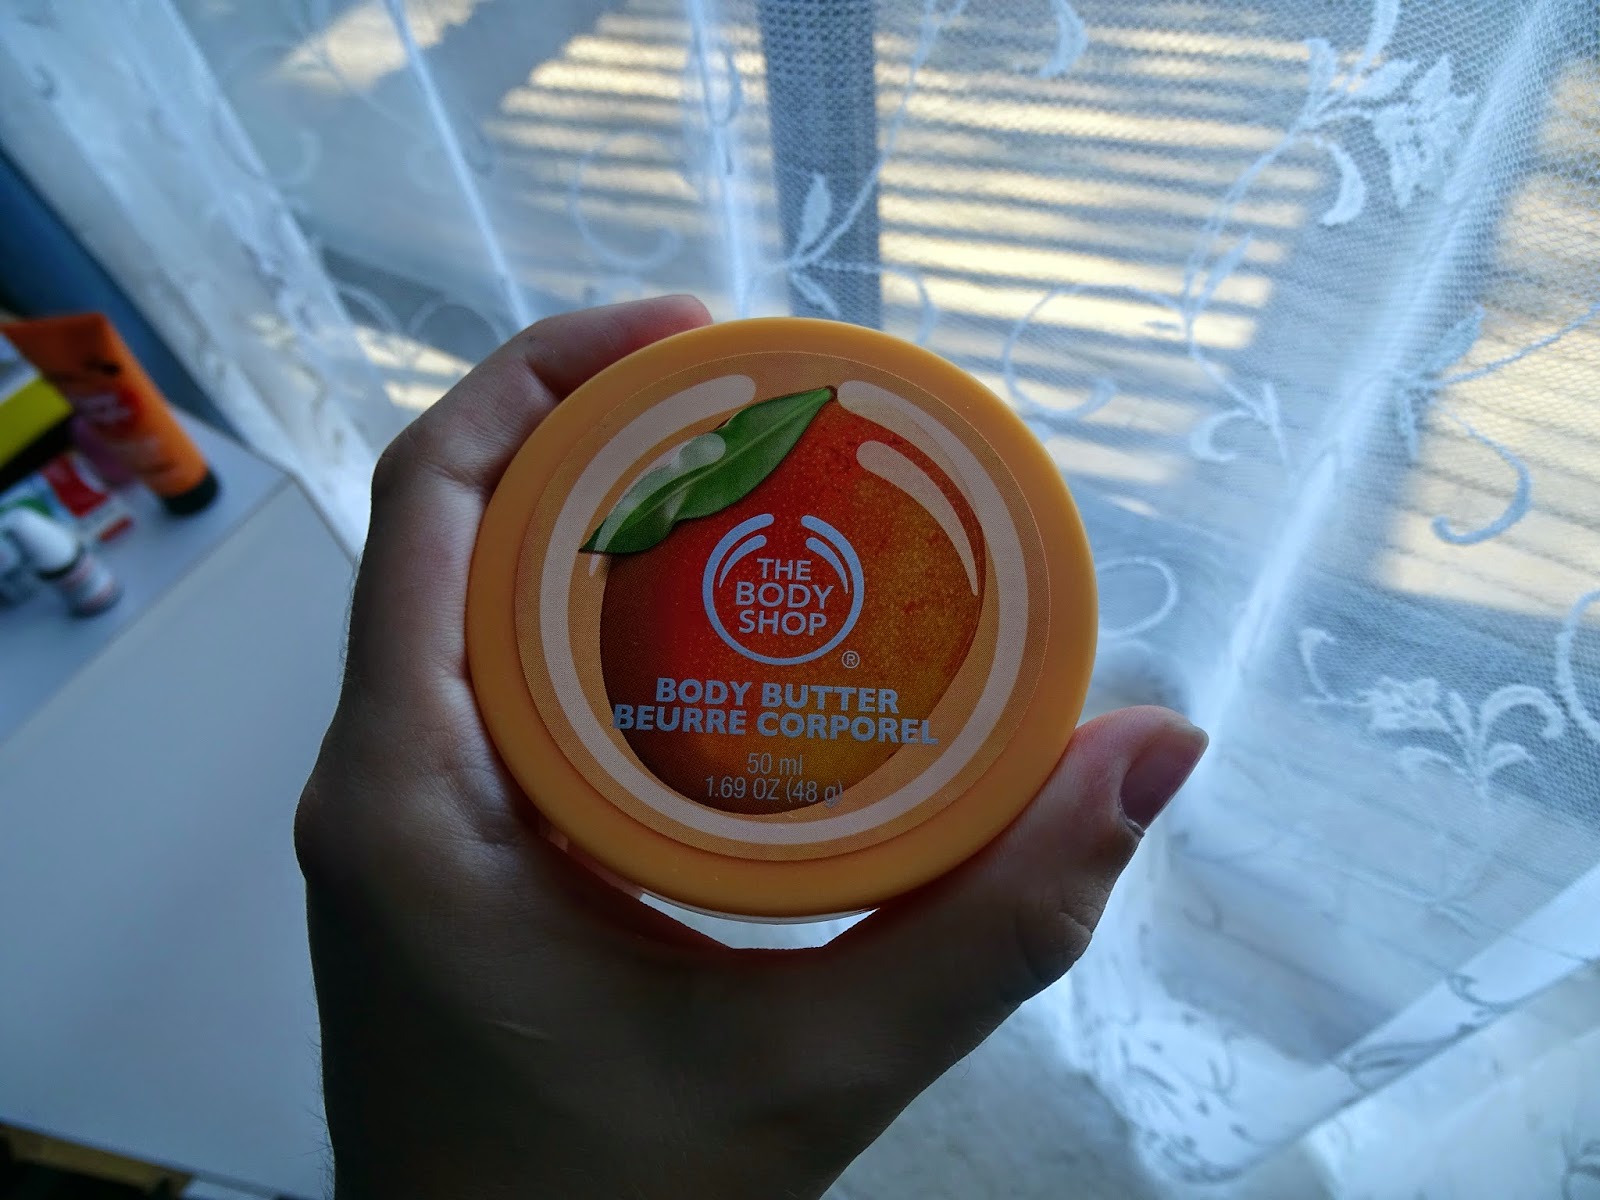 THE
BODY
SHOP
®
BODY BUTTER
BEURRE CORPOREL
50 ml
1.69 OZ (48 g)